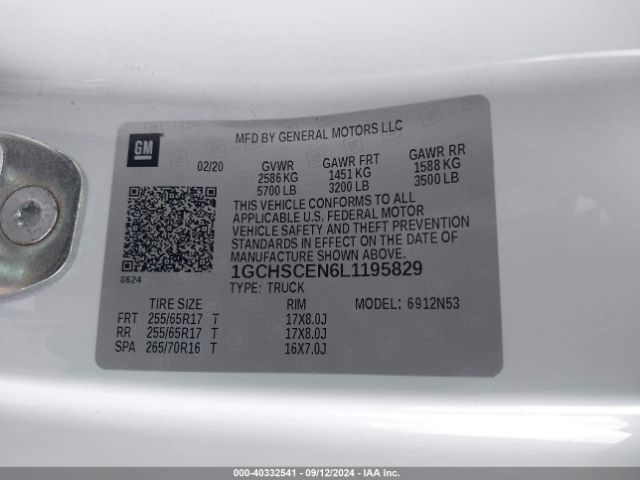 GM
MFD BY GENERAL MOTORS LLC
02/20 GVWR GAWR FRT GAWR RR
2586 KG 1451 KG 1588 KG
5700 LB 3200 LB 3500 LB
THIS VEHICLE CONFORMS TO ALL
APPLICABLE U.S. FEDERAL MOTOR
VEHICLE SAFETY AND THEFT PREVENTION
STANDARDS IN EFFECT ON THE DATE OF
MANUFACTURE SHOWN ABOVE.
1GCHSCEN6L1195829
6624
TYPE: TRUCK
TIRE SIZE RIM MODEL: 6912N53
FRT 255/65R17 T 17X8.0J
RR 255/65R17 T 17X8.0J
SPA 265/70R16 T 16X7.0J
000-40332541 - 09/12/2024 - COPYRIGHT IAA, LLC